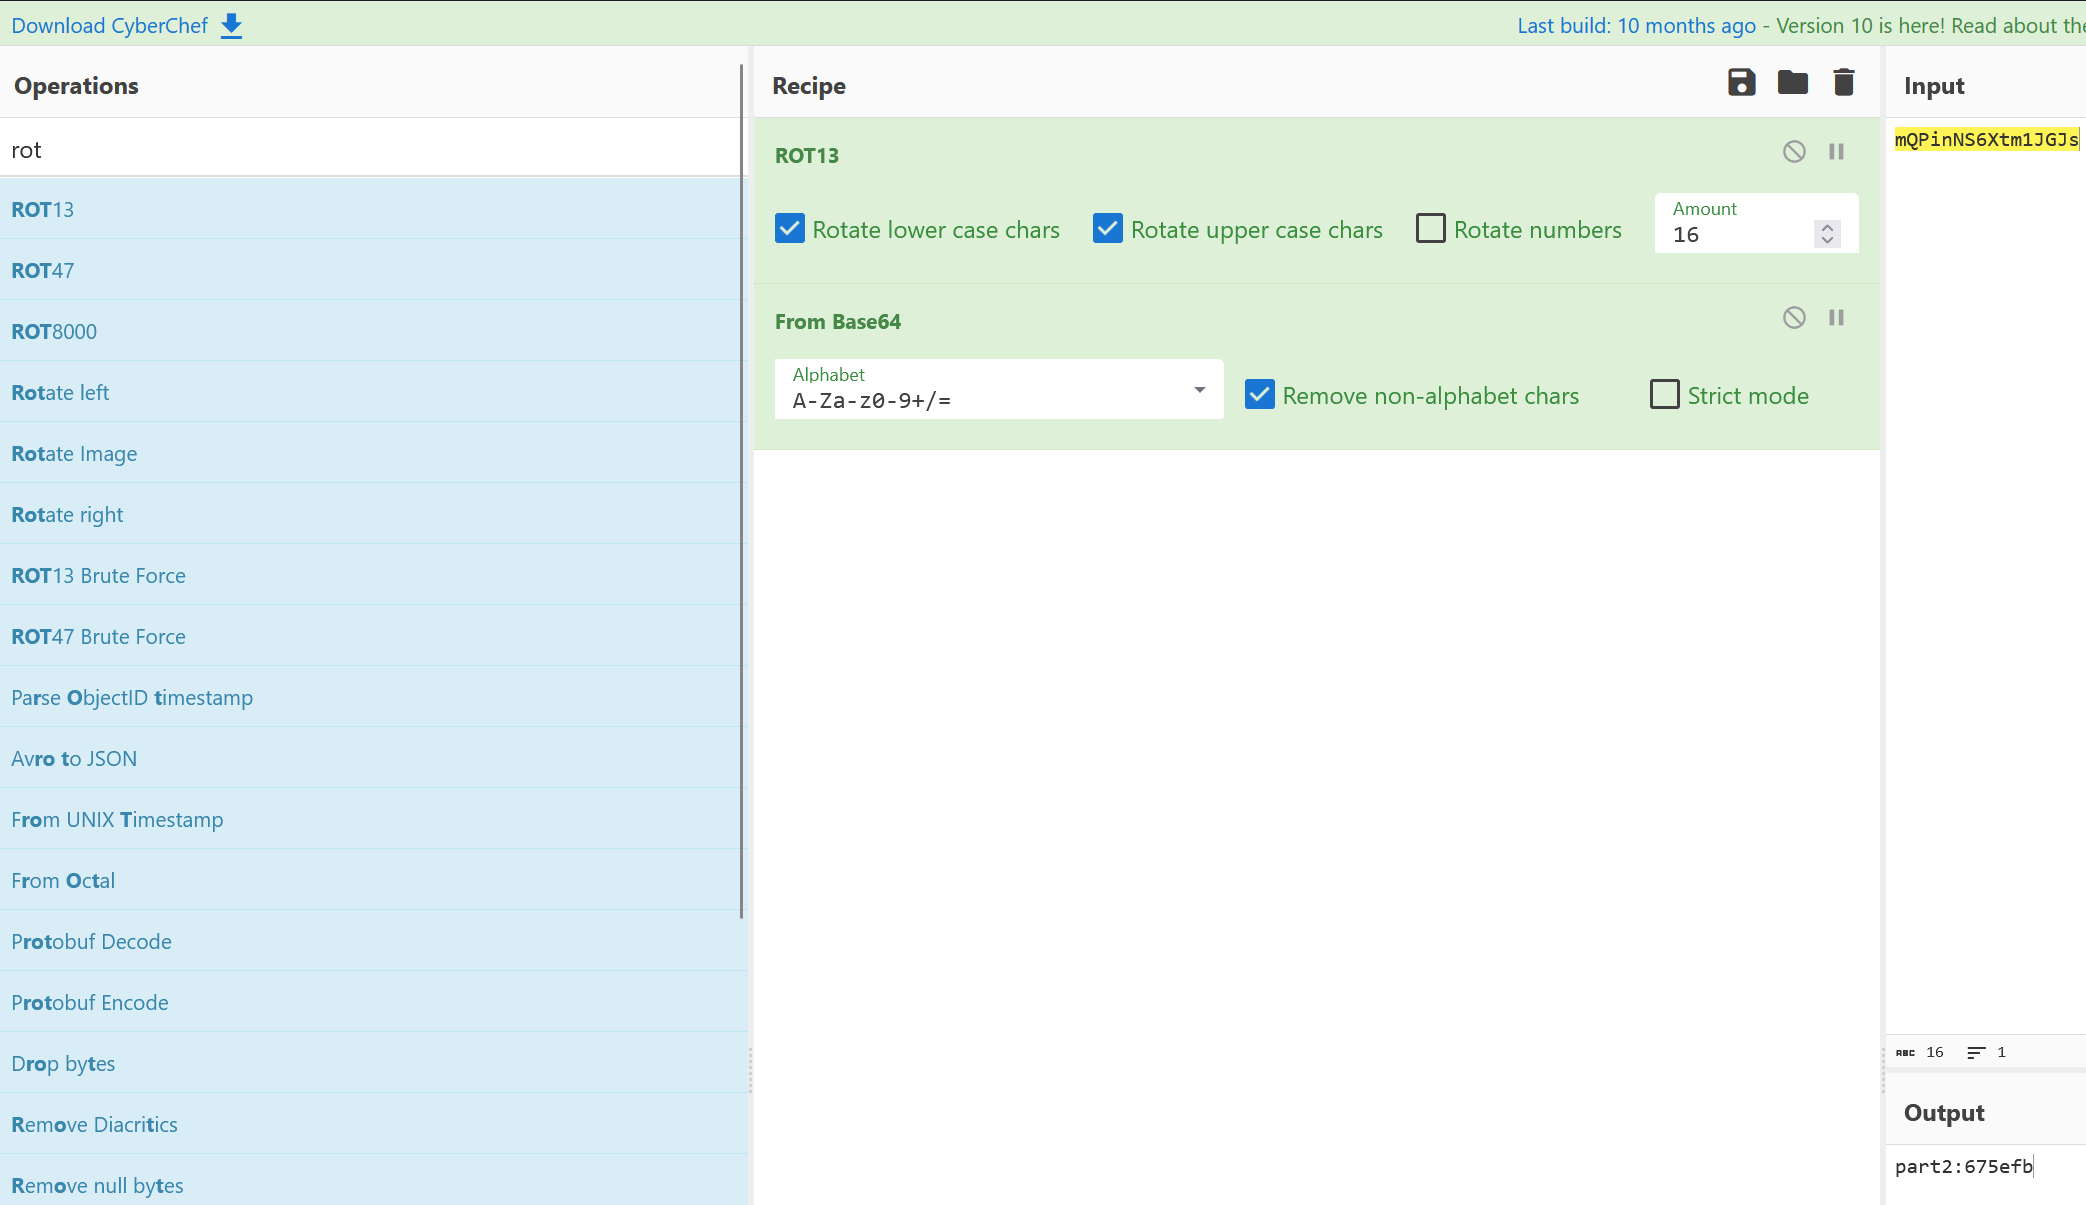 Download CyberChef
Last build: 10 months ago - Version 10 is here! Read about the
Operations
rot
ROT13
ROT47
ROT8000
Rotate left
Rotate Image
Rotate right
ROT13 Brute Force
ROT47 Brute Force
Parse ObjectID timestamp
Avro to JSON
From UNIX Timestamp
From Octal
Protobuf Decode
Protobuf Encode
Drop bytes
Remove Diacritics
Remove null bytes
Recipe
ROT13
Rotate lower case chars
Rotate upper case chars
Rotate numbers
Amount
16
From Base64
Alphabet
A-Za-z0-9+/=
Remove non-alphabet chars
Strict mode
Input
mQPinNS6Xtm1JGJs
ABC 16 1
Output
part2:675efb